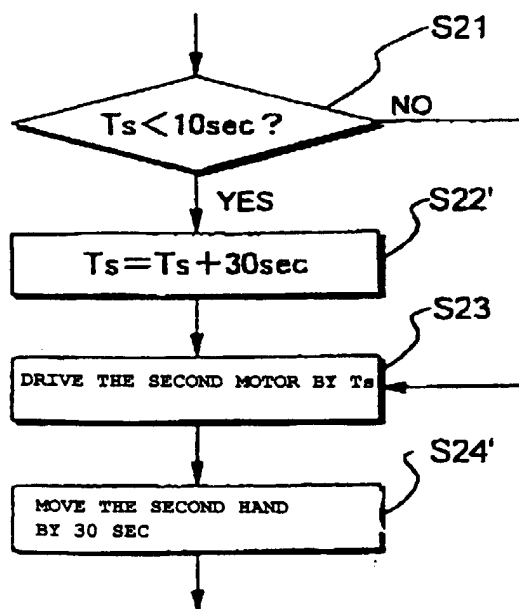 S21
Ts<10sec?
NO
YES
S22'
Ts=Ts+30sec
S23
DRIVE THE SECOND MOTOR BY Ts
S24'
MOVE THE SECOND HAND
BY 30 SEC